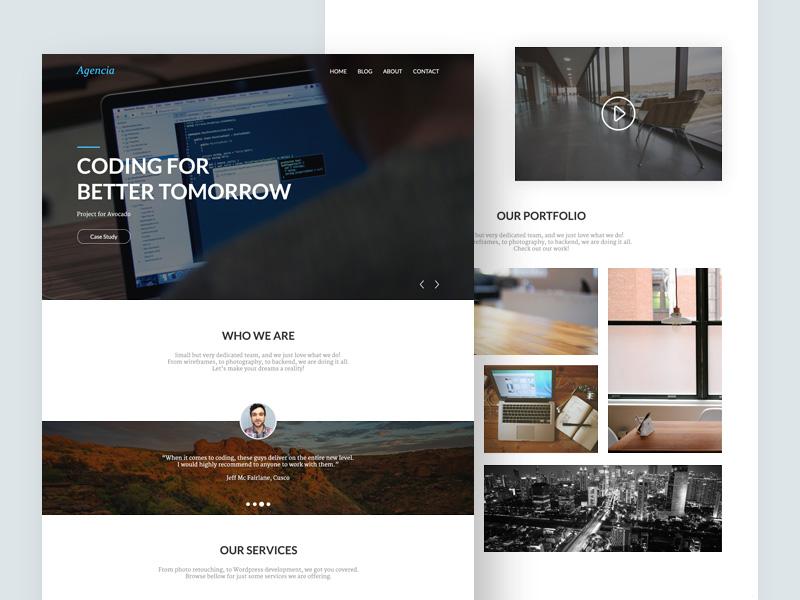 Agencia
HOME BLOG ABOUT CONTACT
CODING FOR
BETTER TOMORROW
Project for Avocado
Case Study
WHO WE ARE
Small but very dedicated team, and we just love what we do!
From wireframes, to photography, to backend, we are doing it all.
Let's make your dreams a reality!
"When it comes to coding, these guys deliver on the entire new level.
I would highly recommend to anyone to work with them."
Jeff Mc Fairlane, Cusco
OUR SERVICES
From photo retouching, to Wordpress development, we got you covered.
Browse bellow for just some services we are offering.
OUR PORTFOLIO
but very dedicated team, and we just love what we do!
to photography, to backend, we are doing it all.
Check out our work!